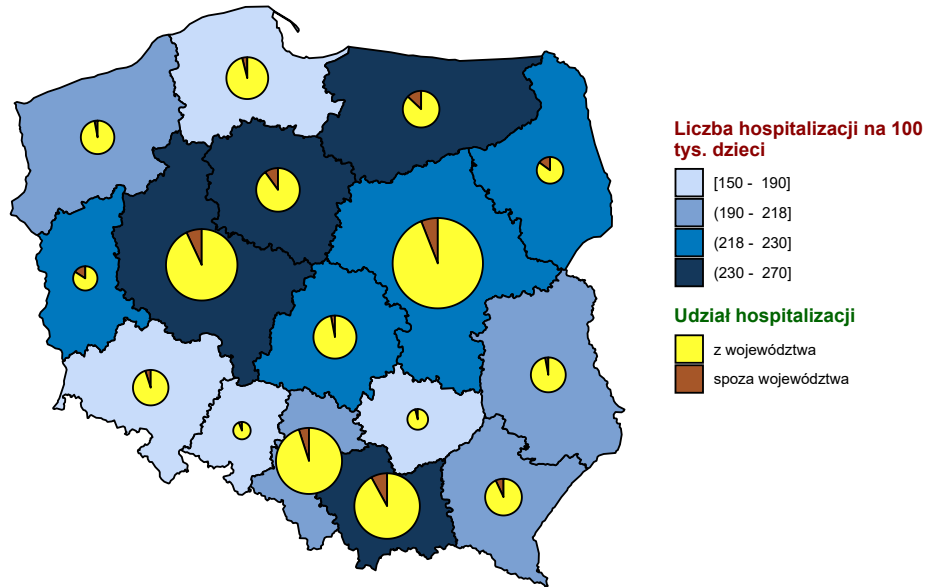 Liczba hospitalizacji na 100
tys. dzieci
[150 - 190]
(190 - 218]
(218 - 230]
(230 - 270]
Udział hospitalizacji
z województwa
spoza województwa